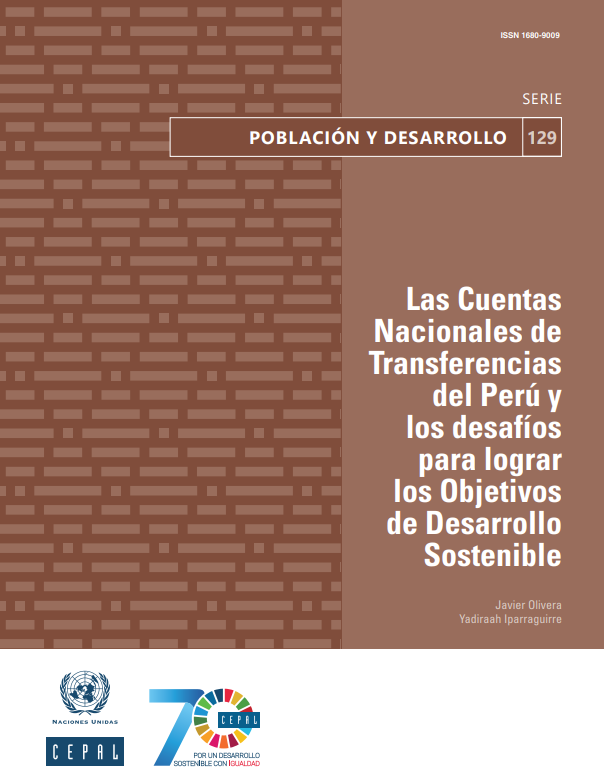 ISSN 1680-9009
SERIE
POBLACIÓN Y DESARROLLO 129
Las Cuentas
Nacionales de
Transferencias
del Perú y
los desafíos
para lograr
los Objetivos
de Desarrollo
Sostenible
Javier Olivera
Yadiraah Iparraguirre
NACIONES UNIDAS
CEPAL
70
CEPAL
POR UN DESARROLLO
SOSTENIBLE CON IGUALDAD